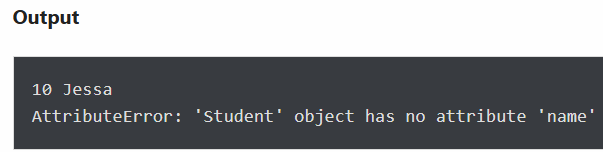 Output
10 Jessa
AttributeError: 'Student' object has no attribute 'name'